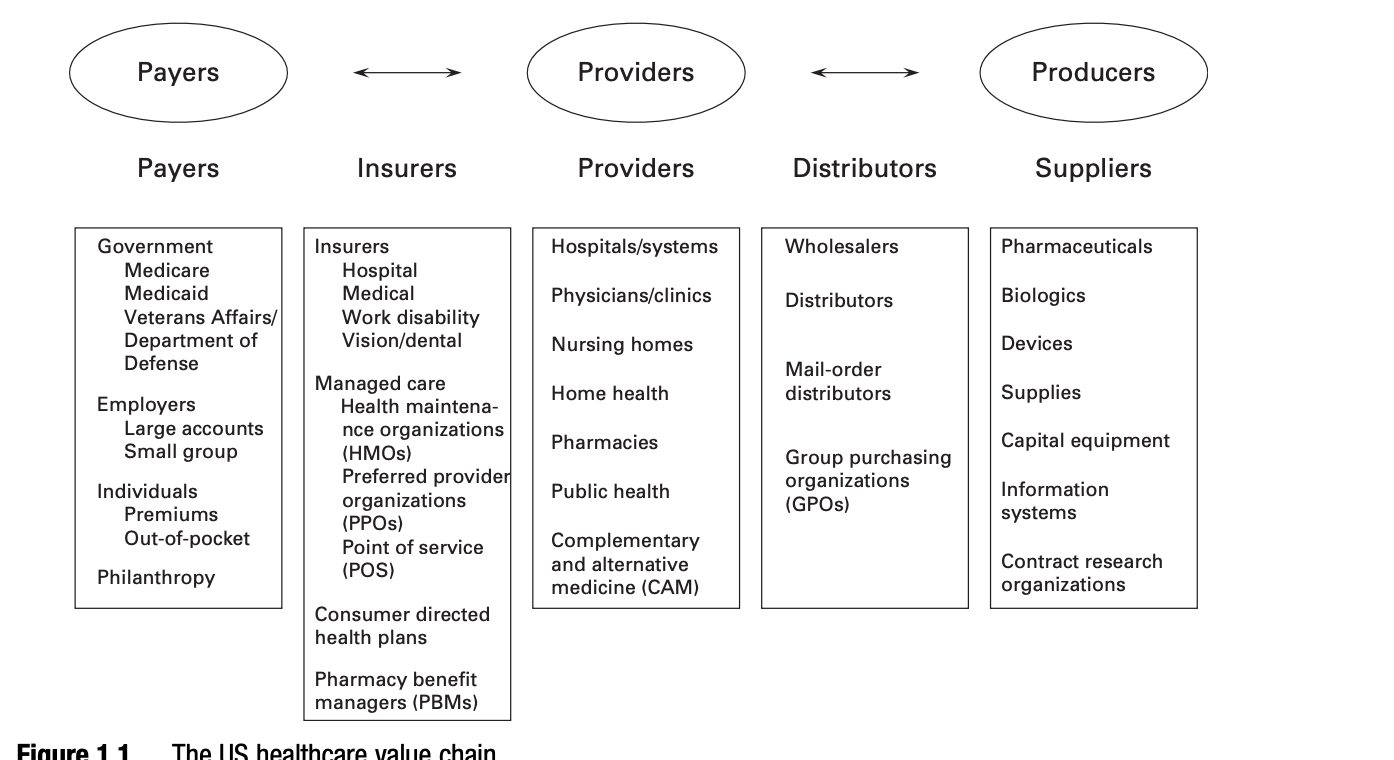 Payers
Providers
Producers
Payers
Insurers
Providers
Distributors
Suppliers
Government
Medicare
Medicaid
Veterans Affairs/
Department of
Defense
Employers
Large accounts
Small group
Individuals
Premiums
Out-of-pocket
Philanthropy
Insurers
Hospital
Medical
Work disability
Vision/dental
Managed care
Health maintena-
nce organizations
(HMOs)
Preferred provider
organizations
(PPOs)
Point of service
(POS)
Consumer directed
health plans
Pharmacy benefit
managers (PBMs)
Hospitals/systems
Physicians/clinics
Nursing homes
Home health
Pharmacies
Public health
Complementary
and alternative
medicine (CAM)
Wholesalers
Distributors
Mail-order
distributors
Group purchasing
organizations
(GPOs)
Pharmaceuticals
Biologics
Devices
Supplies
Capital equipment
Information
systems
Contract research
organizations
Figure 1.1 The US healthcare value chain